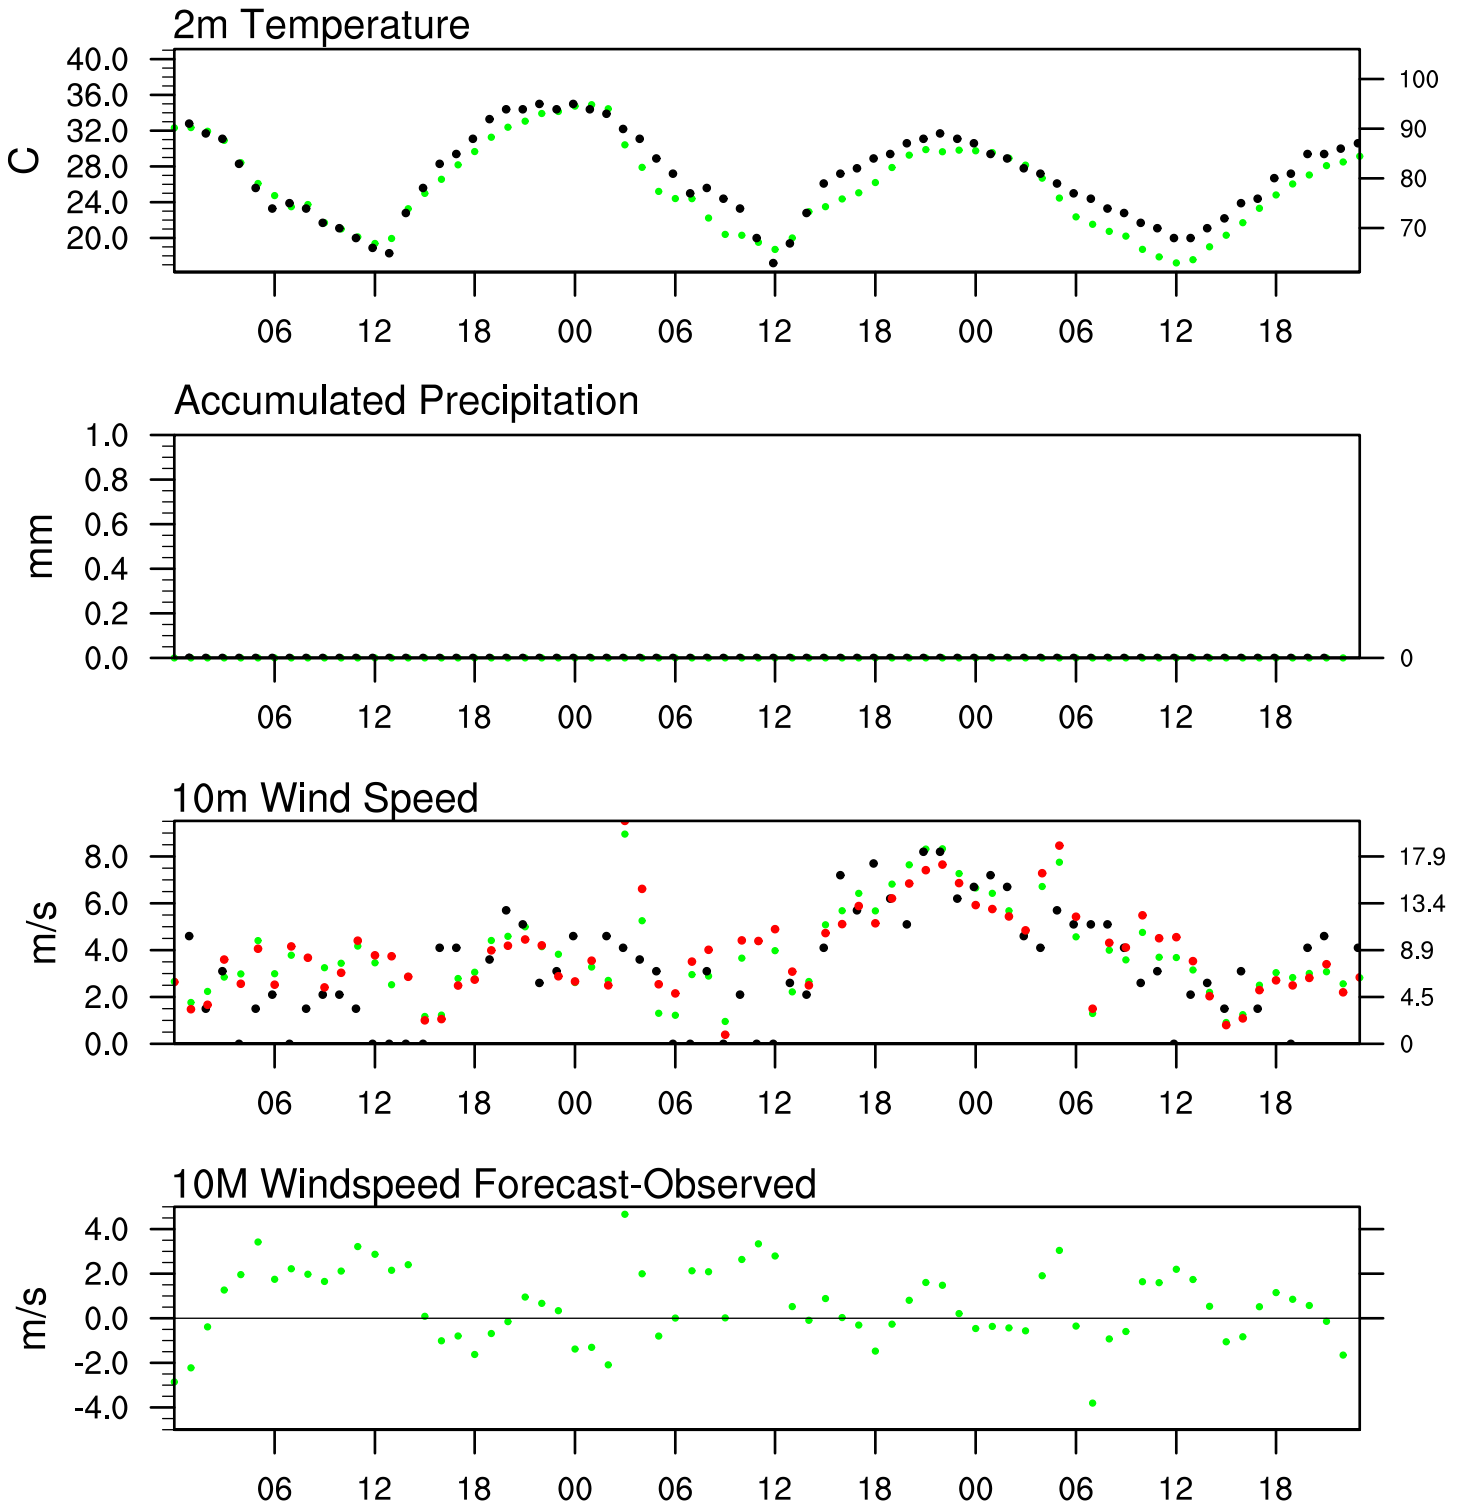 2m Temperature
40.0
36.0
32.0
28.0
24.0
20.0
C
100
90
80
70
06 12 18 00 06 12 18 00 06 12 18
Accumulated Precipitation
1.0
0.8
0.6
0.4
0.2
0.0
mm
0
06 12 18 00 06 12 18 00 06 12 18
10m Wind Speed
8.0
6.0
4.0
2.0
0.0
m/s
17.9
13.4
8.9
4.5
0
06 12 18 00 06 12 18 00 06 12 18
10M Windspeed Forecast-Observed
4.0
2.0
0.0
-2.0
-4.0
m/s
06 12 18 00 06 12 18 00 06 12 18